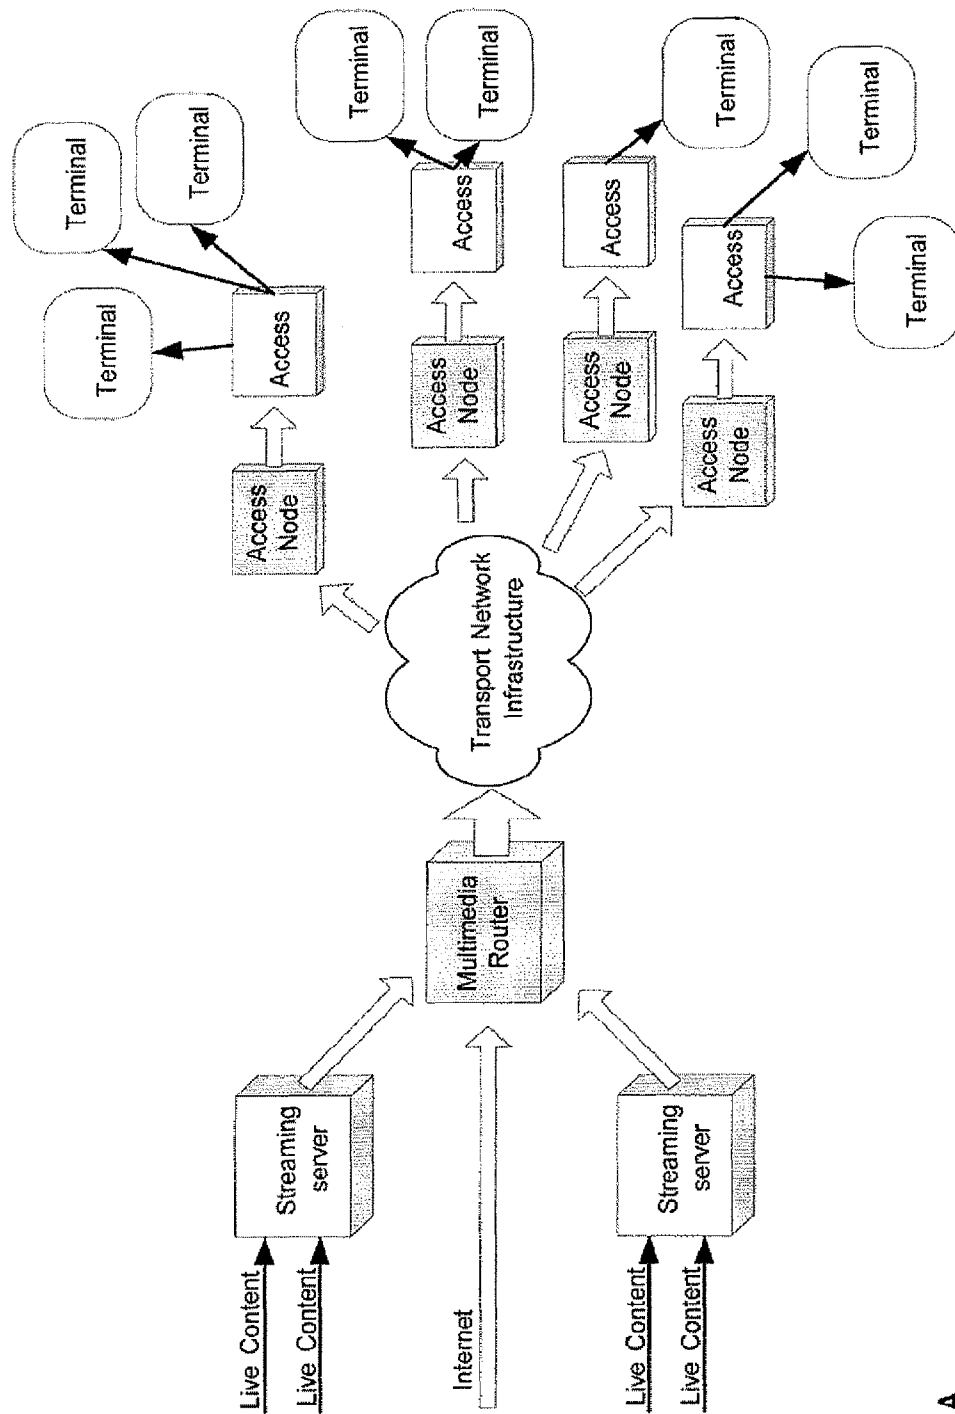 Live Content
Live Content
Streaming
server
Internet
Live Content
Live Content
Streaming
server
Multimedia
Router
Transport Network
Infrastructure
Access
Node
Access
Terminal
Terminal
Terminal
Access
Node
Access
Terminal
Terminal
Access
Node
Access
Terminal
Access
Node
Access
Terminal
Terminal